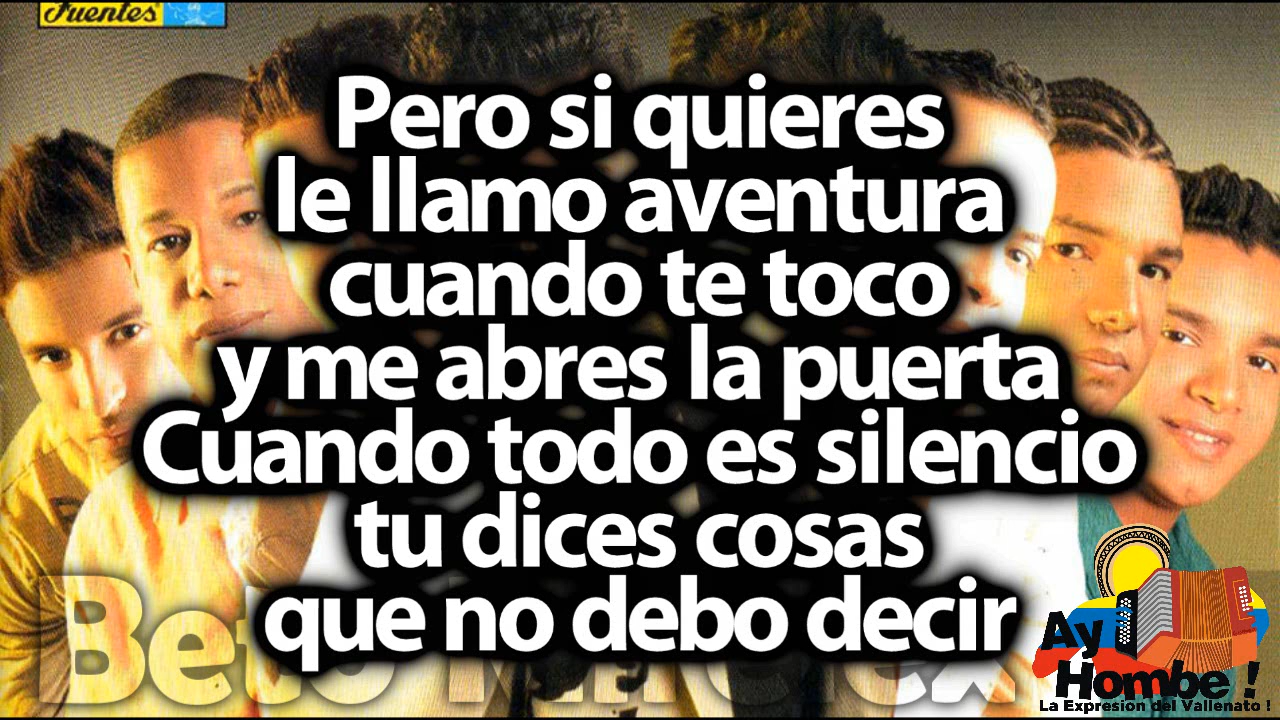 Fuentes
Pero si quieres
le llamo aventura
cuando te toco
y me abres la puerta
Cuando todo es silencio
tu dices cosas
que no debo decir
Ay
Hombe !
La Expresion del Vallenato !